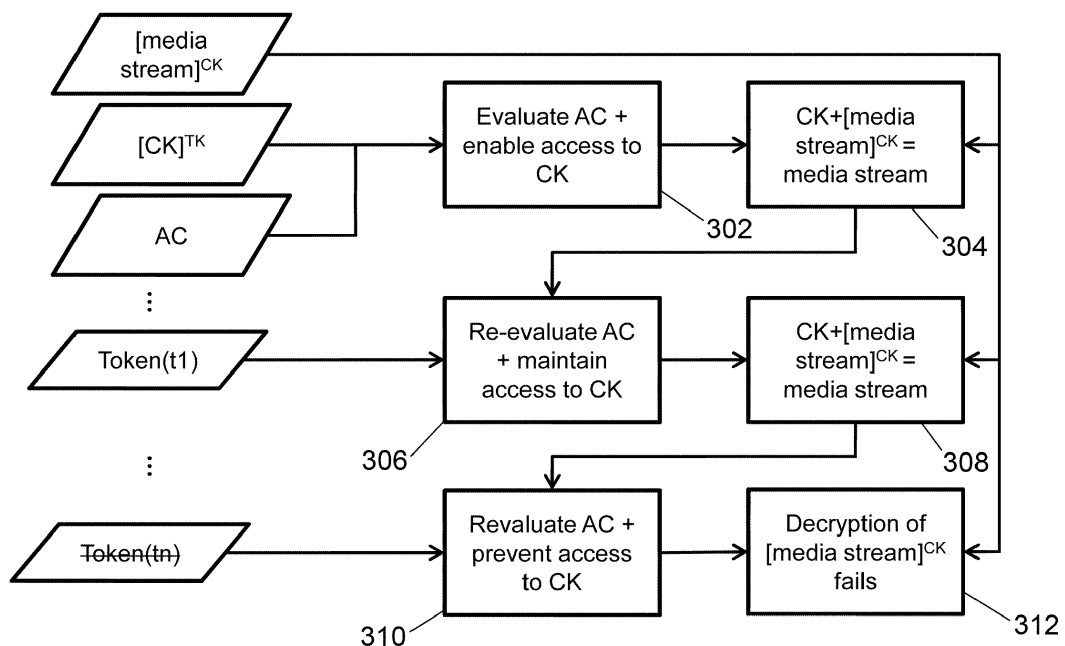 [media
stream]ᶜᴷ
[CK]ᵀᴷ
AC
⋮
Token(t1)
⋮
Token(tn)
Evaluate AC +
enable access to
CK
302
CK+[media
stream]ᶜᴷ =
media stream
304
Re-evaluate AC
+ maintain
access to CK
306
CK+[media
stream]ᶜᴷ =
media stream
308
Revaluate AC +
prevent access
to CK
310
Decryption of
[media stream]ᶜᴷ
fails
312